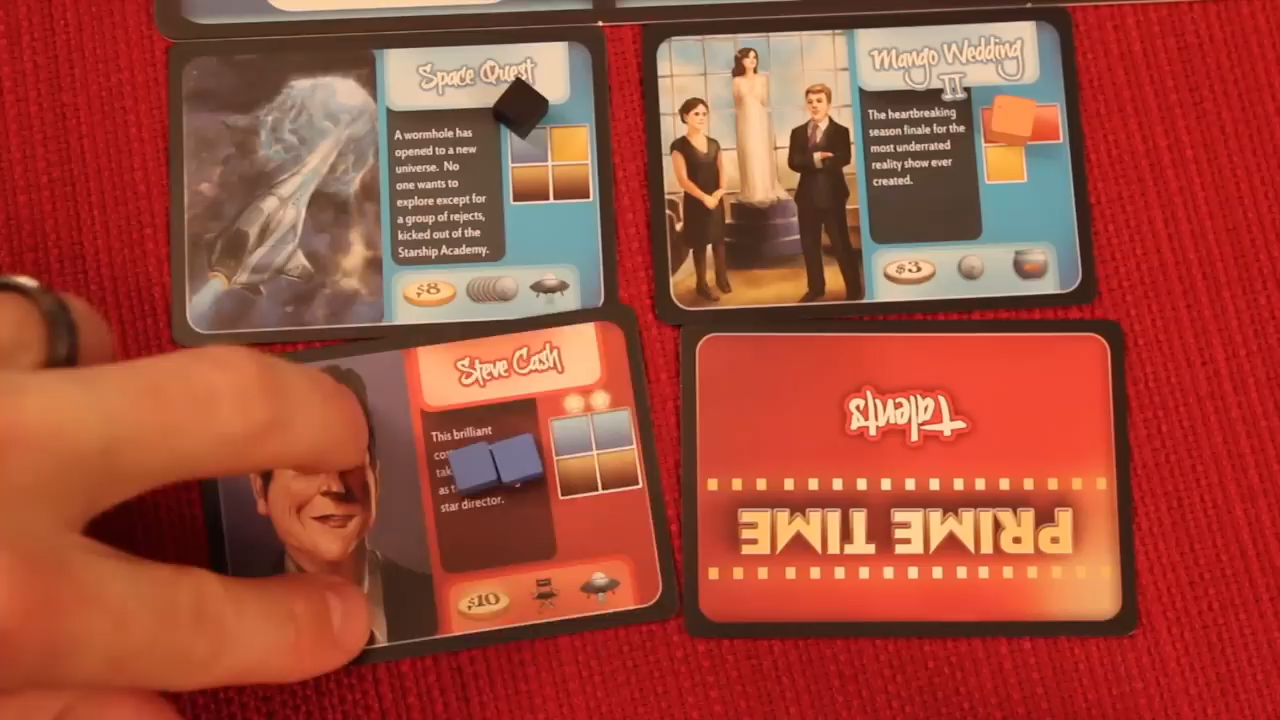 Space Quest
A wormhole has
opened to a new
universe. No
one wants to
explore except for
a group of rejects,
kicked out of the
Starship Academy.
$8
Mango Wedding
II
The heartbreaking
season finale for the
most underrated
reality show ever
created.
$3
Steve Cash
This brilliant
star director.
$10
Talents
PRIME TIME